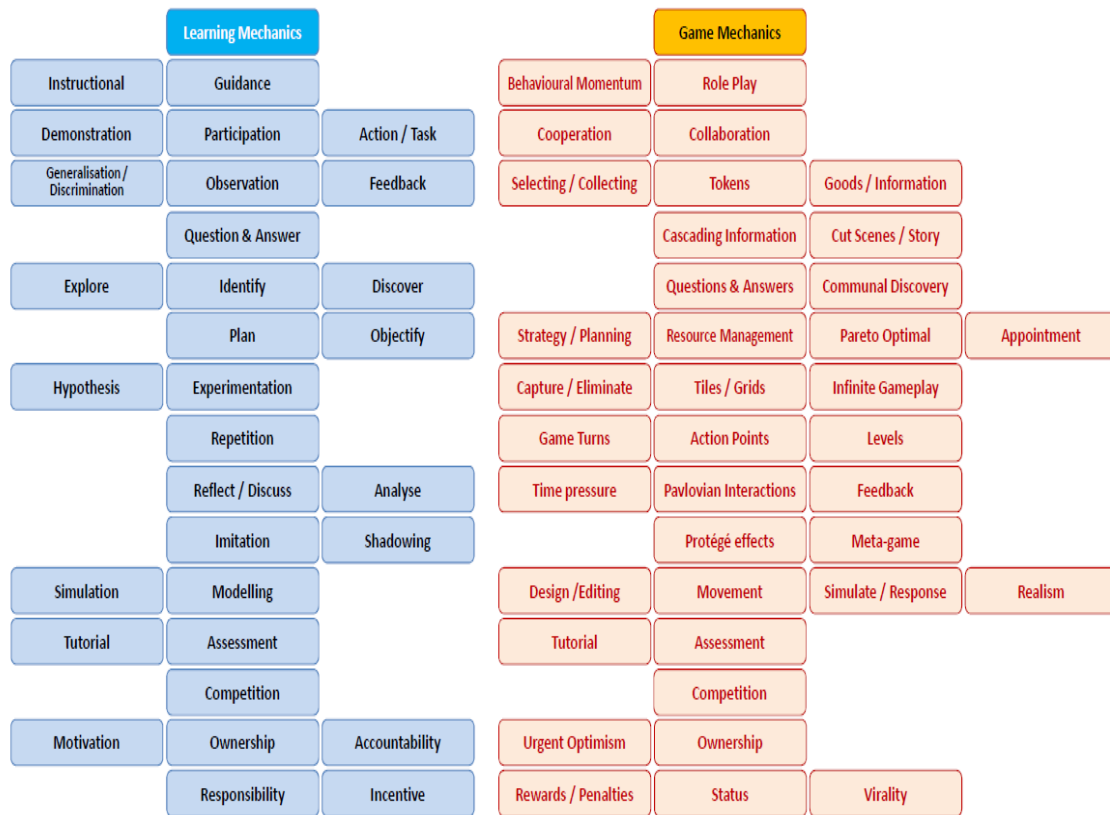 Learning Mechanics
Game Mechanics
Instructional
Guidance
Behavioural Momentum
Role Play
Demonstration
Participation
Action / Task
Cooperation
Collaboration
Generalisation /
Discrimination
Observation
Feedback
Selecting / Collecting
Tokens
Goods / Information
Question & Answer
Cascading Information
Cut Scenes / Story
Explore
Identify
Discover
Questions & Answers
Communal Discovery
Plan
Objectify
Strategy / Planning
Resource Management
Pareto Optimal
Appointment
Hypothesis
Experimentation
Capture / Eliminate
Tiles / Grids
Infinite Gameplay
Repetition
Game Turns
Action Points
Levels
Reflect / Discuss
Analyse
Time pressure
Pavlovian Interactions
Feedback
Imitation
Shadowing
Protégé effects
Meta-game
Simulation
Modelling
Design /Editing
Movement
Simulate / Response
Realism
Tutorial
Assessment
Tutorial
Assessment
Competition
Competition
Motivation
Ownership
Accountability
Urgent Optimism
Ownership
Responsibility
Incentive
Rewards / Penalties
Status
Virality